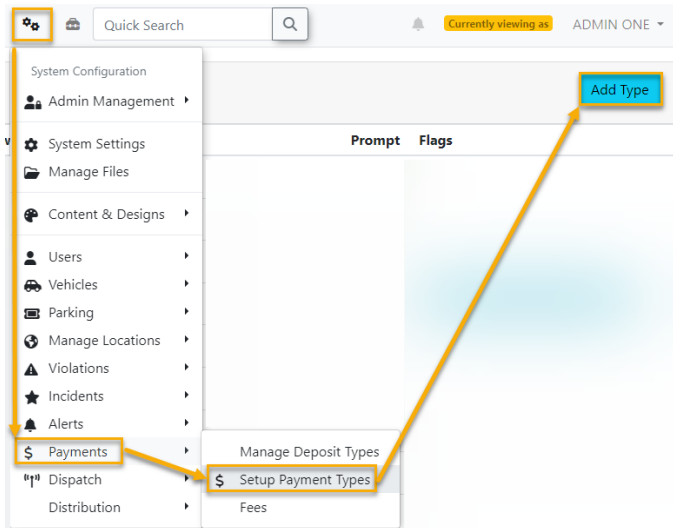 Quick Search
Currently viewing as
ADMIN ONE
System Configuration
Admin Management
Add Type
System Settings
Prompt Flags
Manage Files
Content & Designs
Users
Vehicles
Parking
Manage Locations
Violations
Incidents
Alerts
$ Payments
Manage Deposit Types
Dispatch
$ Setup Payment Types
Distribution
Fees